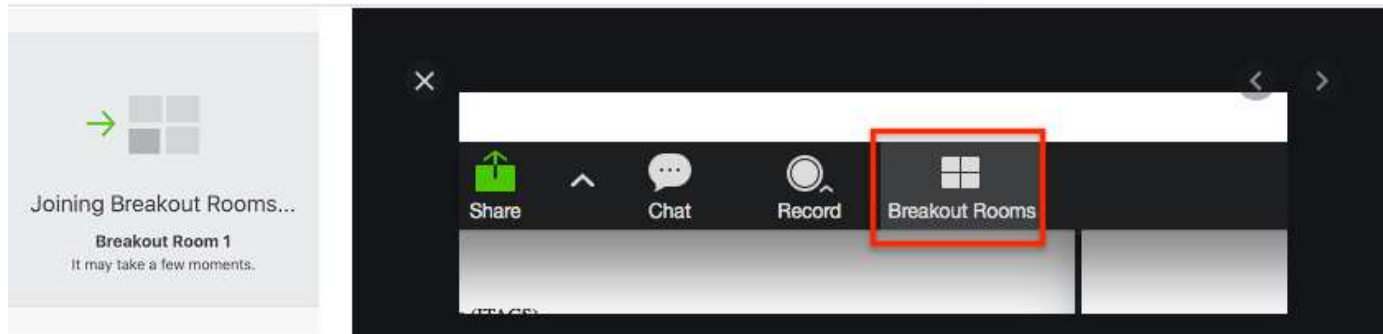 Joining Breakout Rooms...
Breakout Room 1
It may take a few moments.
Share
Chat
Record
Breakout Rooms